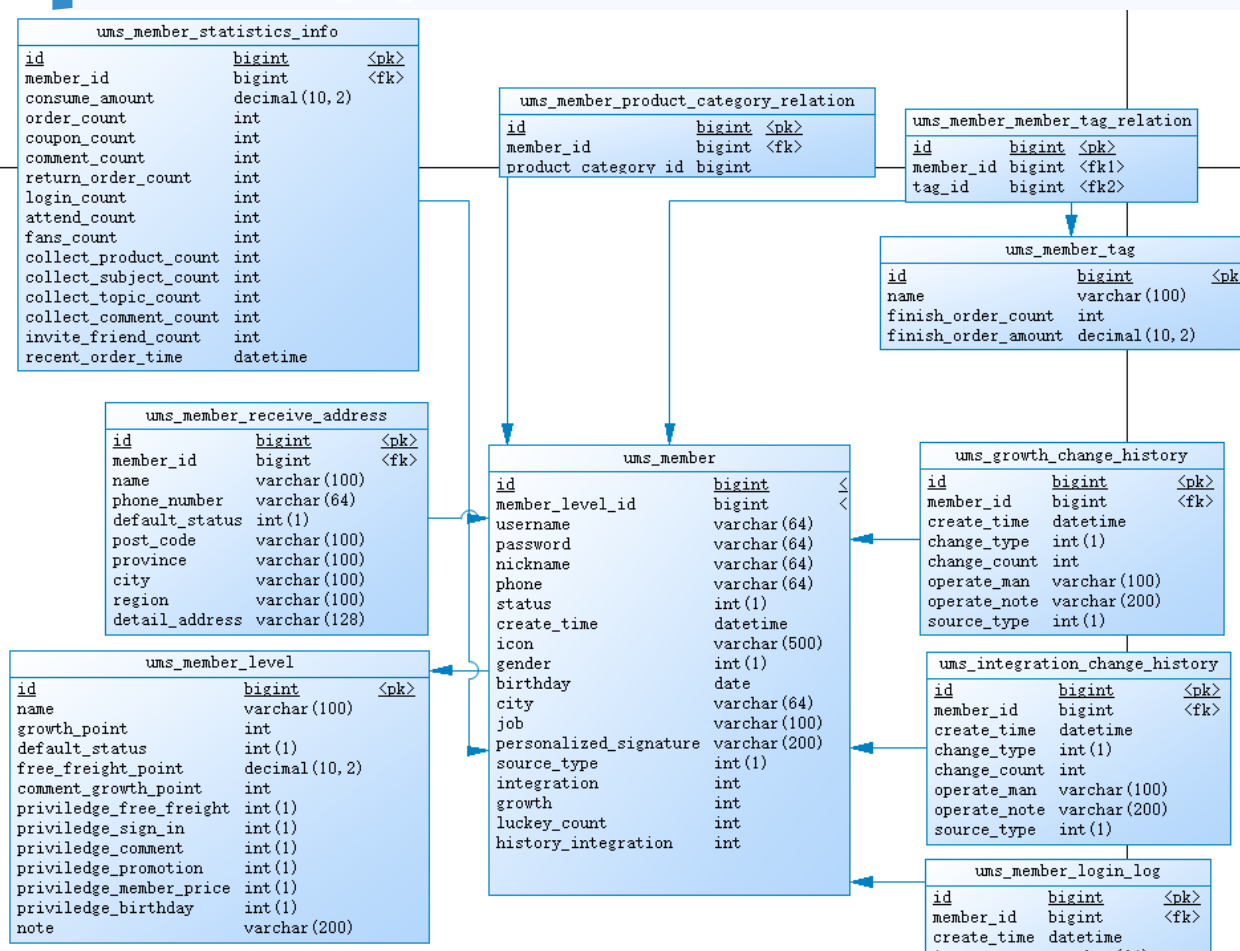 ums_member_statistics_info
id bigint <pk>
member_id bigint <fk>
consume_amount decimal(10,2)
order_count int
coupon_count int
comment_count int
return_order_count int
login_count int
attend_count int
fans_count int
collect_product_count int
collect_subject_count int
collect_topic_count int
collect_comment_count int
invite_friend_count int
recent_order_time datetime
ums_member_product_category_relation
id bigint <pk>
member_id bigint <fk>
product_category_id bigint
ums_member_member_tag_relation
id bigint <pk>
member_id bigint <fk1>
tag_id bigint <fk2>
ums_member_tag
id bigint <pk
name varchar(100)
finish_order_count int
finish_order_amount decimal(10,2)
ums_member_receive_address
id bigint <pk>
member_id bigint <fk>
name varchar(100)
phone_number varchar(64)
default_status int(1)
post_code varchar(100)
province varchar(100)
city varchar(100)
region varchar(100)
detail_address varchar(128)
ums_member
id bigint <
member_level_id bigint <
username varchar(64)
password varchar(64)
nickname varchar(64)
phone varchar(64)
status int(1)
create_time datetime
icon varchar(500)
gender int(1)
birthday date
city varchar(64)
job varchar(100)
personalized_signature varchar(200)
source_type int(1)
integration int
growth int
luckey_count int
history_integration int
ums_growth_change_history
id bigint <pk>
member_id bigint <fk>
create_time datetime
change_type int(1)
change_count int
operate_man varchar(100)
operate_note varchar(200)
source_type int(1)
ums_member_level
id bigint <pk>
name varchar(100)
growth_point int
default_status int(1)
free_freight_point decimal(10,2)
comment_growth_point int
priviledge_free_freight int(1)
priviledge_sign_in int(1)
priviledge_comment int(1)
priviledge_promotion int(1)
priviledge_member_price int(1)
priviledge_birthday int(1)
note varchar(200)
ums_integration_change_history
id bigint <pk>
member_id bigint <fk>
create_time datetime
change_type int(1)
change_count int
operate_man varchar(100)
operate_note varchar(200)
source_type int(1)
ums_member_login_log
id bigint <pk>
member_id bigint <fk>
create_time datetime